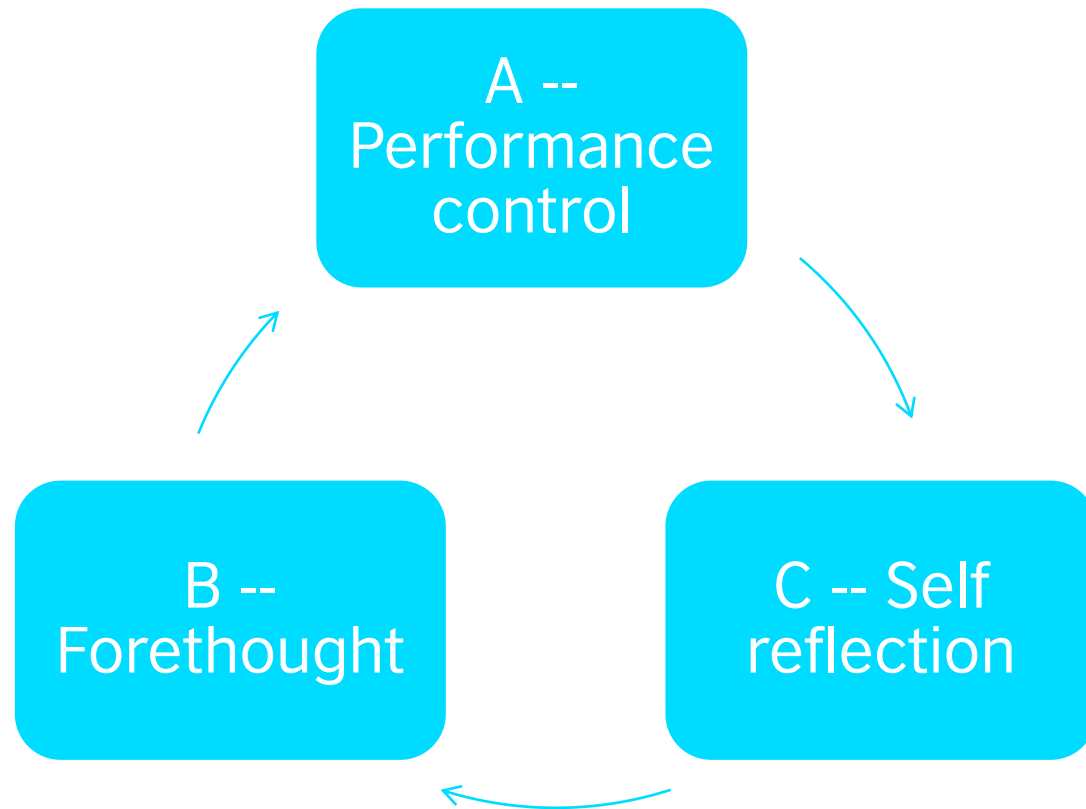 A --
Performance
control
B --
Forethought
C -- Self
reflection